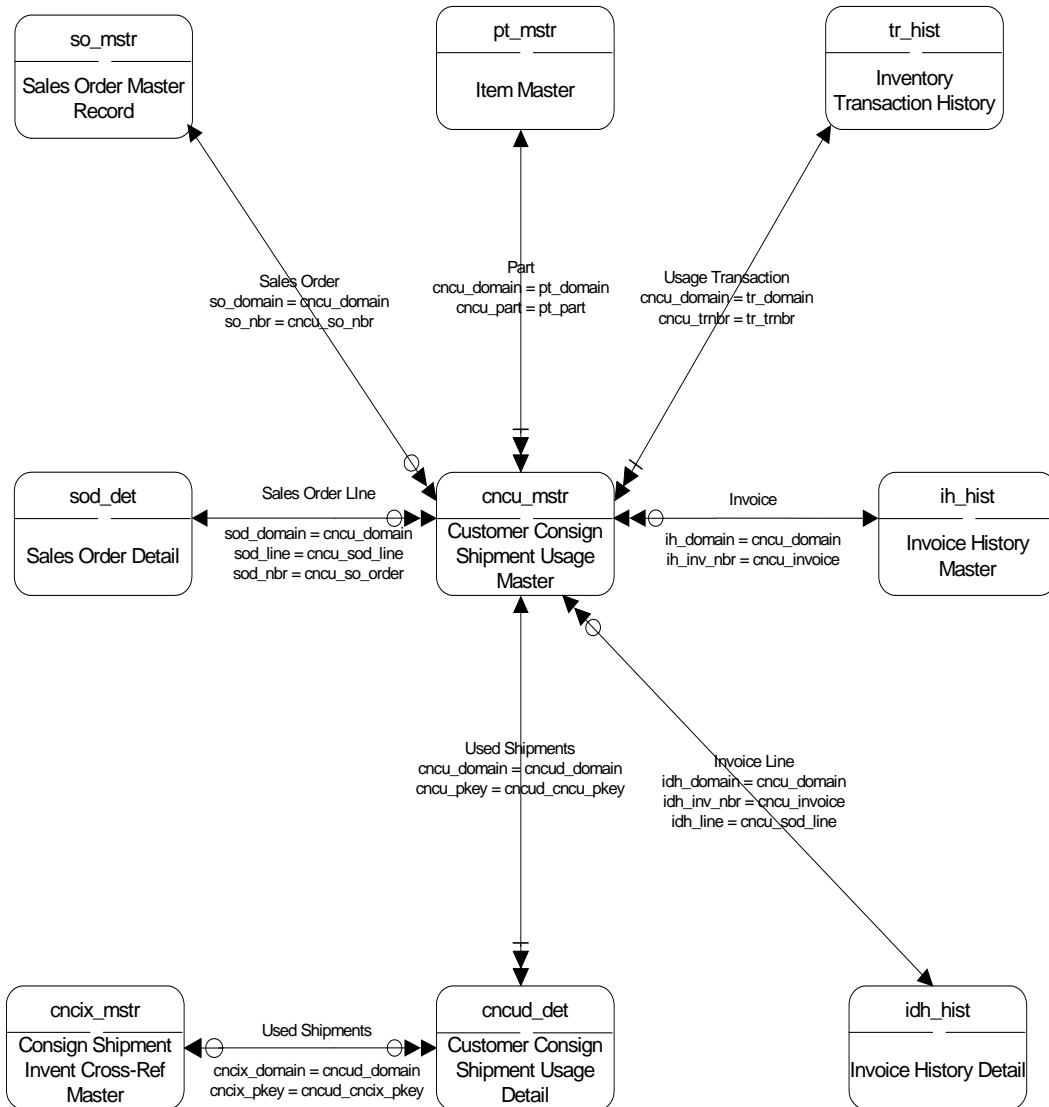 so_mstr
Sales Order Master
Record
pt_mstr
Item Master
tr_hist
Inventory
Transaction History
Sales Order
so_domain = cncu_domain
so_nbr = cncu_so_nbr
Part
cncu_domain = pt_domain
cncu_part = pt_part
Usage Transaction
cncu_domain = tr_domain
cncu_trnbr = tr_trnbr
sod_det
Sales Order Detail
Sales Order LIne
sod_domain = cncu_domain
sod_line = cncu_sod_line
sod_nbr = cncu_so_order
cncu_mstr
Customer Consign
Shipment Usage
Master
Invoice
ih_domain = cncu_domain
ih_inv_nbr = cncu_invoice
ih_hist
Invoice History
Master
Used Shipments
cncu_domain = cncud_domain
cncu_pkey = cncud_cncu_pkey
Invoice Line
idh_domain = cncu_domain
idh_inv_nbr = cncu_invoice
idh_line = cncu_sod_line
cncix_mstr
Consign Shipment
Invent Cross-Ref
Master
Used Shipments
cncix_domain = cncud_domain
cncix_pkey = cncud_cncix_pkey
cncud_det
Customer Consign
Shipment Usage
Detail
idh_hist
Invoice History Detail